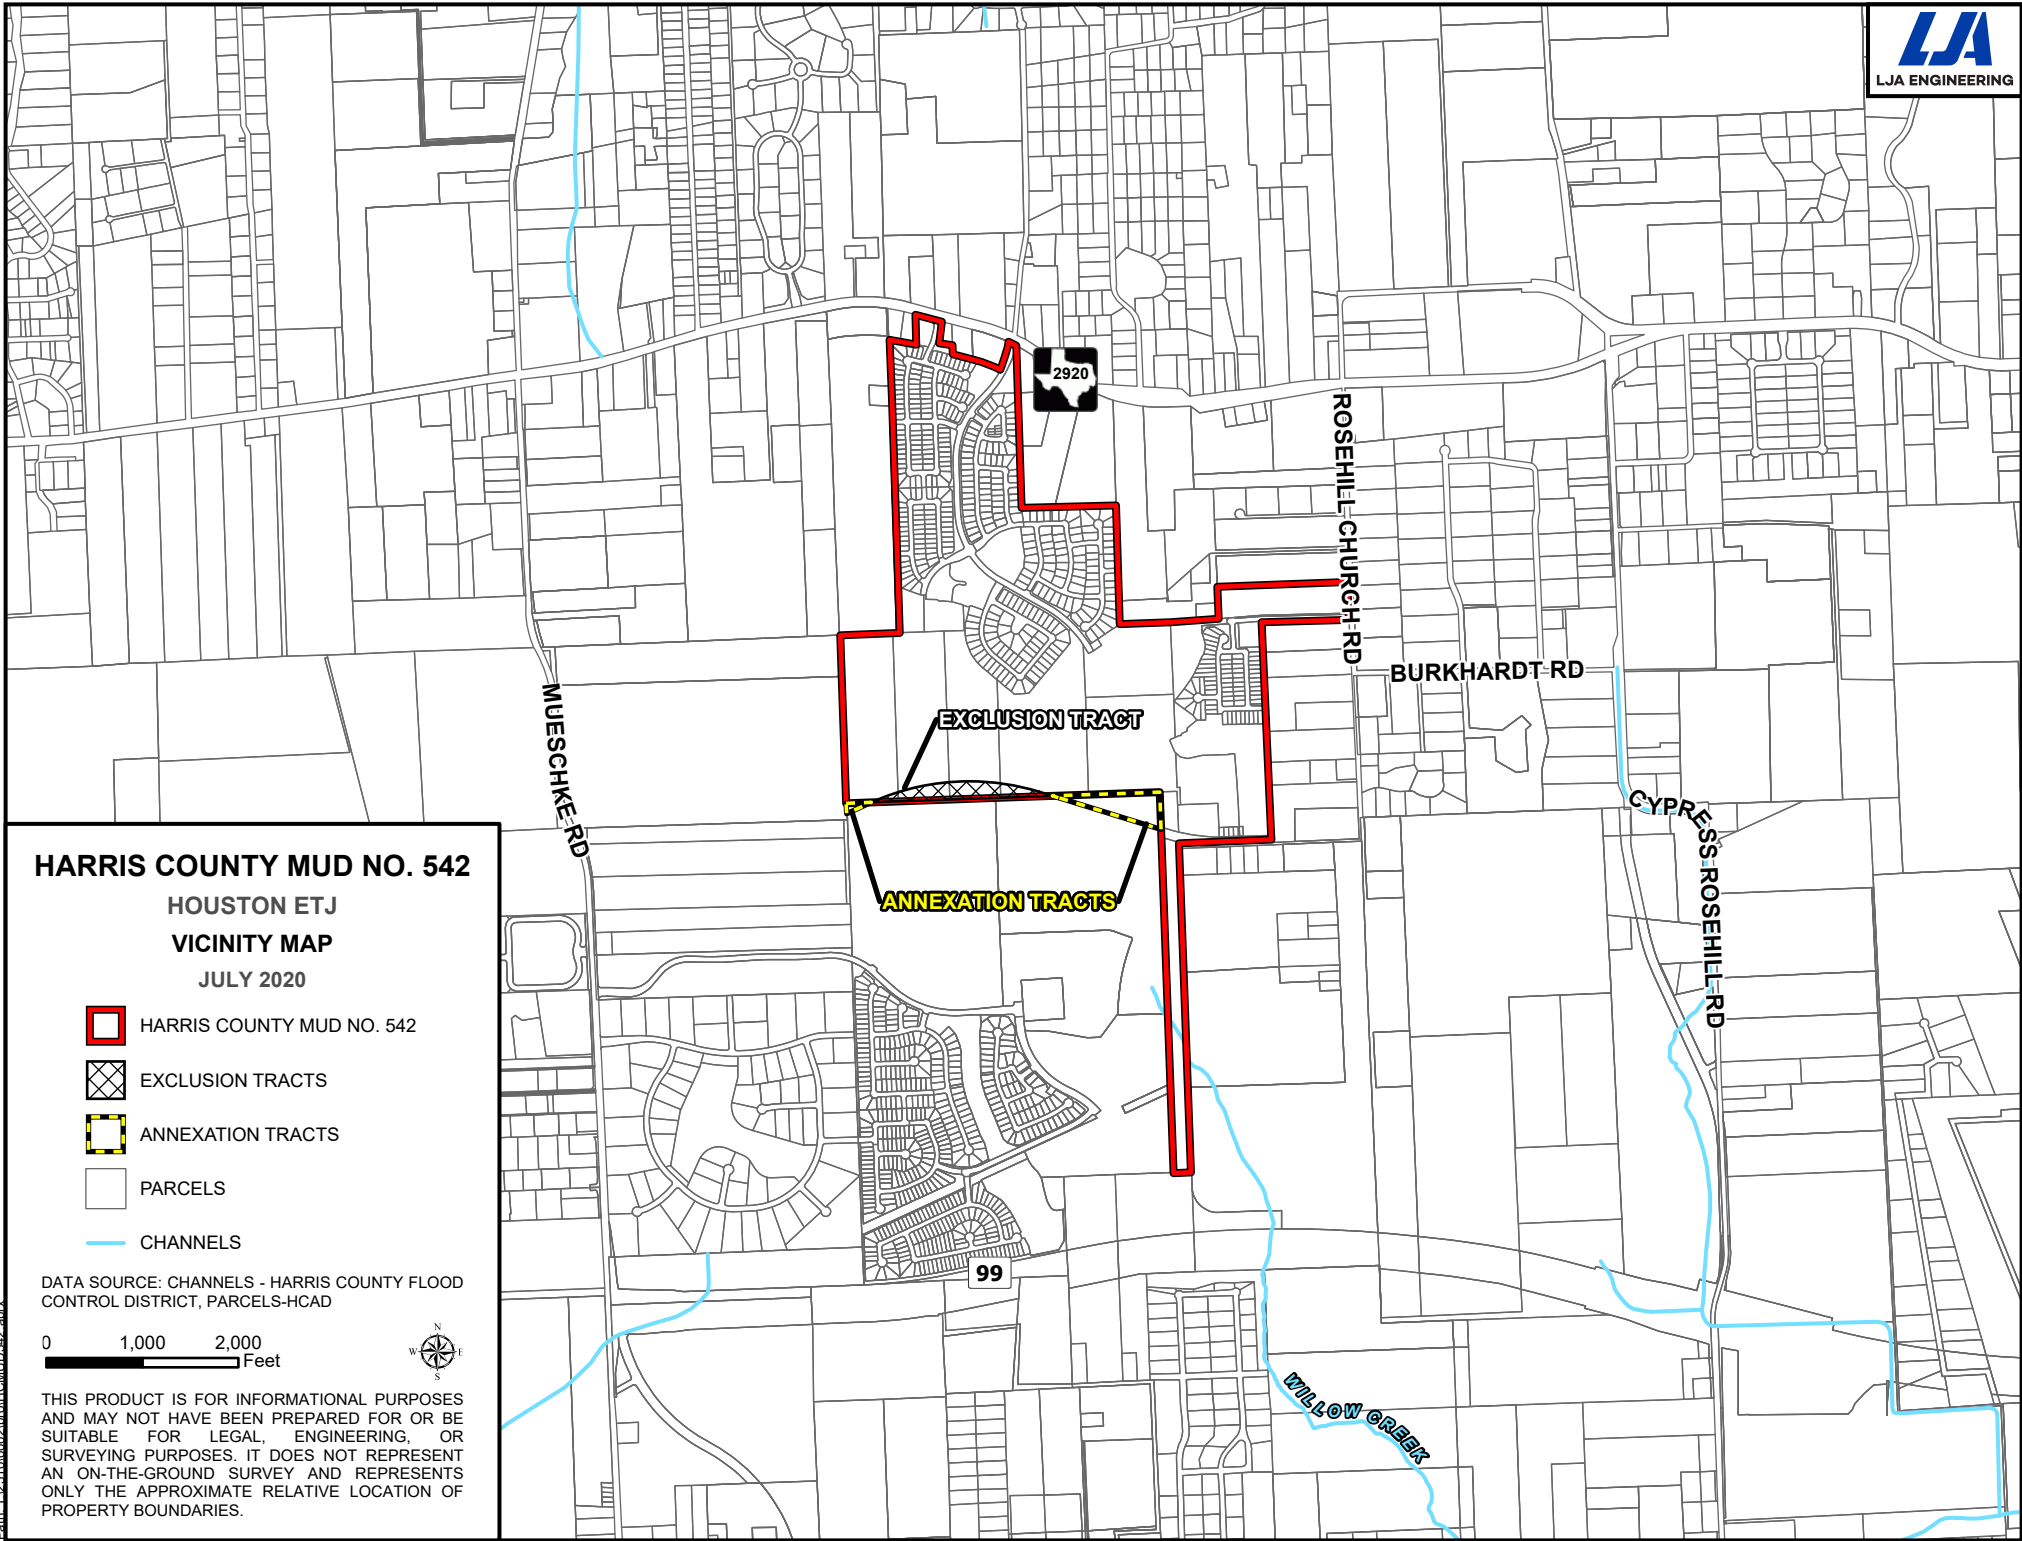 LJA
LJA ENGINEERING
2920
ROSEHILL CHURCH RD
BURKHARDT RD
MUESCHKE RD
EXCLUSION TRACT
CYPRESS ROSEHILL RD
ANNEXATION TRACTS
99
WILLOW CREEK
HARRIS COUNTY MUD NO. 542
HOUSTON ETJ
VICINITY MAP
JULY 2020
HARRIS COUNTY MUD NO. 542
EXCLUSION TRACTS
ANNEXATION TRACTS
PARCELS
CHANNELS
DATA SOURCE: CHANNELS - HARRIS COUNTY FLOOD
CONTROL DISTRICT, PARCELS-HCAD
0 1,000 2,000
Feet
N
W E
S
THIS PRODUCT IS FOR INFORMATIONAL PURPOSES
AND MAY NOT HAVE BEEN PREPARED FOR OR BE
SUITABLE FOR LEGAL, ENGINEERING, OR
SURVEYING PURPOSES. IT DOES NOT REPRESENT
AN ON-THE-GROUND SURVEY AND REPRESENTS
ONLY THE APPROXIMATE RELATIVE LOCATION OF
PROPERTY BOUNDARIES.